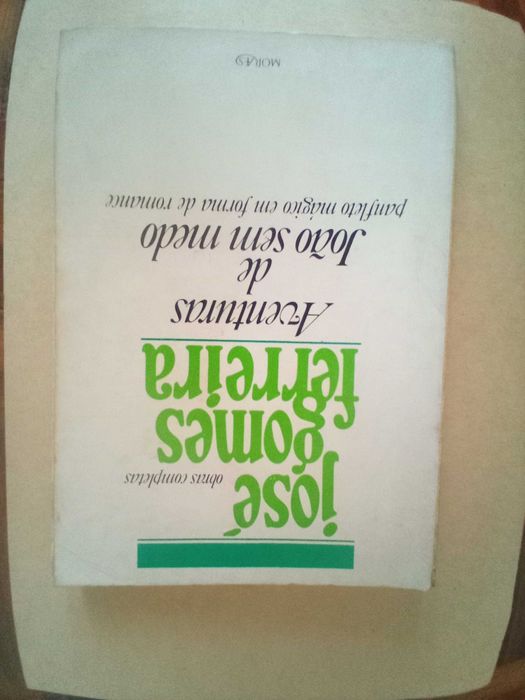 josé
obras completas
gomes
ferreira
Aventuras
de
João sem medo
panfleto mágico em forma de romance
MORAES